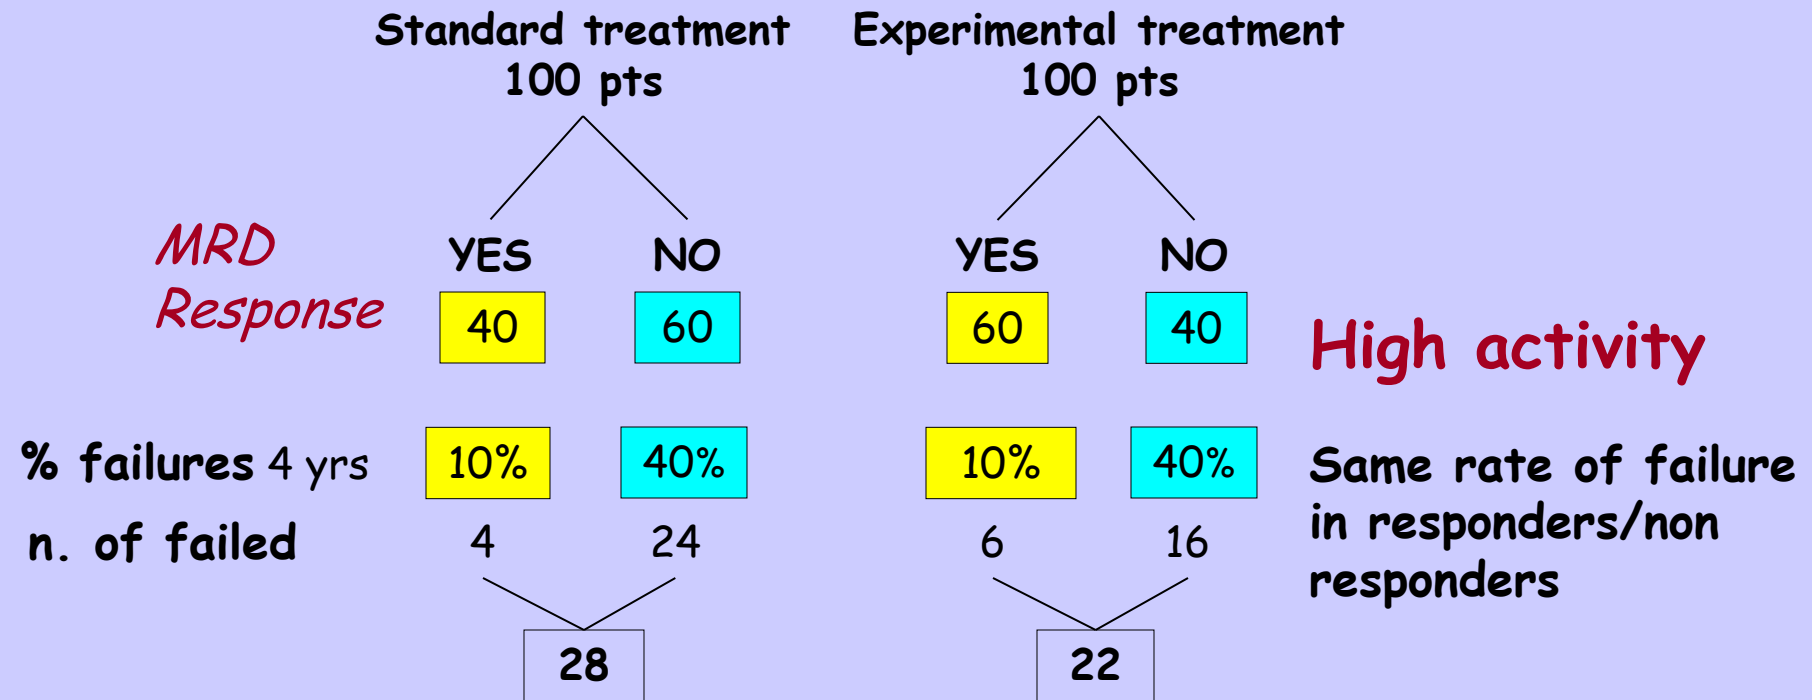 Standard treatment
100 pts
Experimental treatment
100 pts
MRD
Response
YES
NO
YES
NO
40
60
60
40
High activity
% failures 4 yrs
10%
40%
10%
40%
Same rate of failure
in responders/non
responders
n. of failed
4
24
6
16
28
22